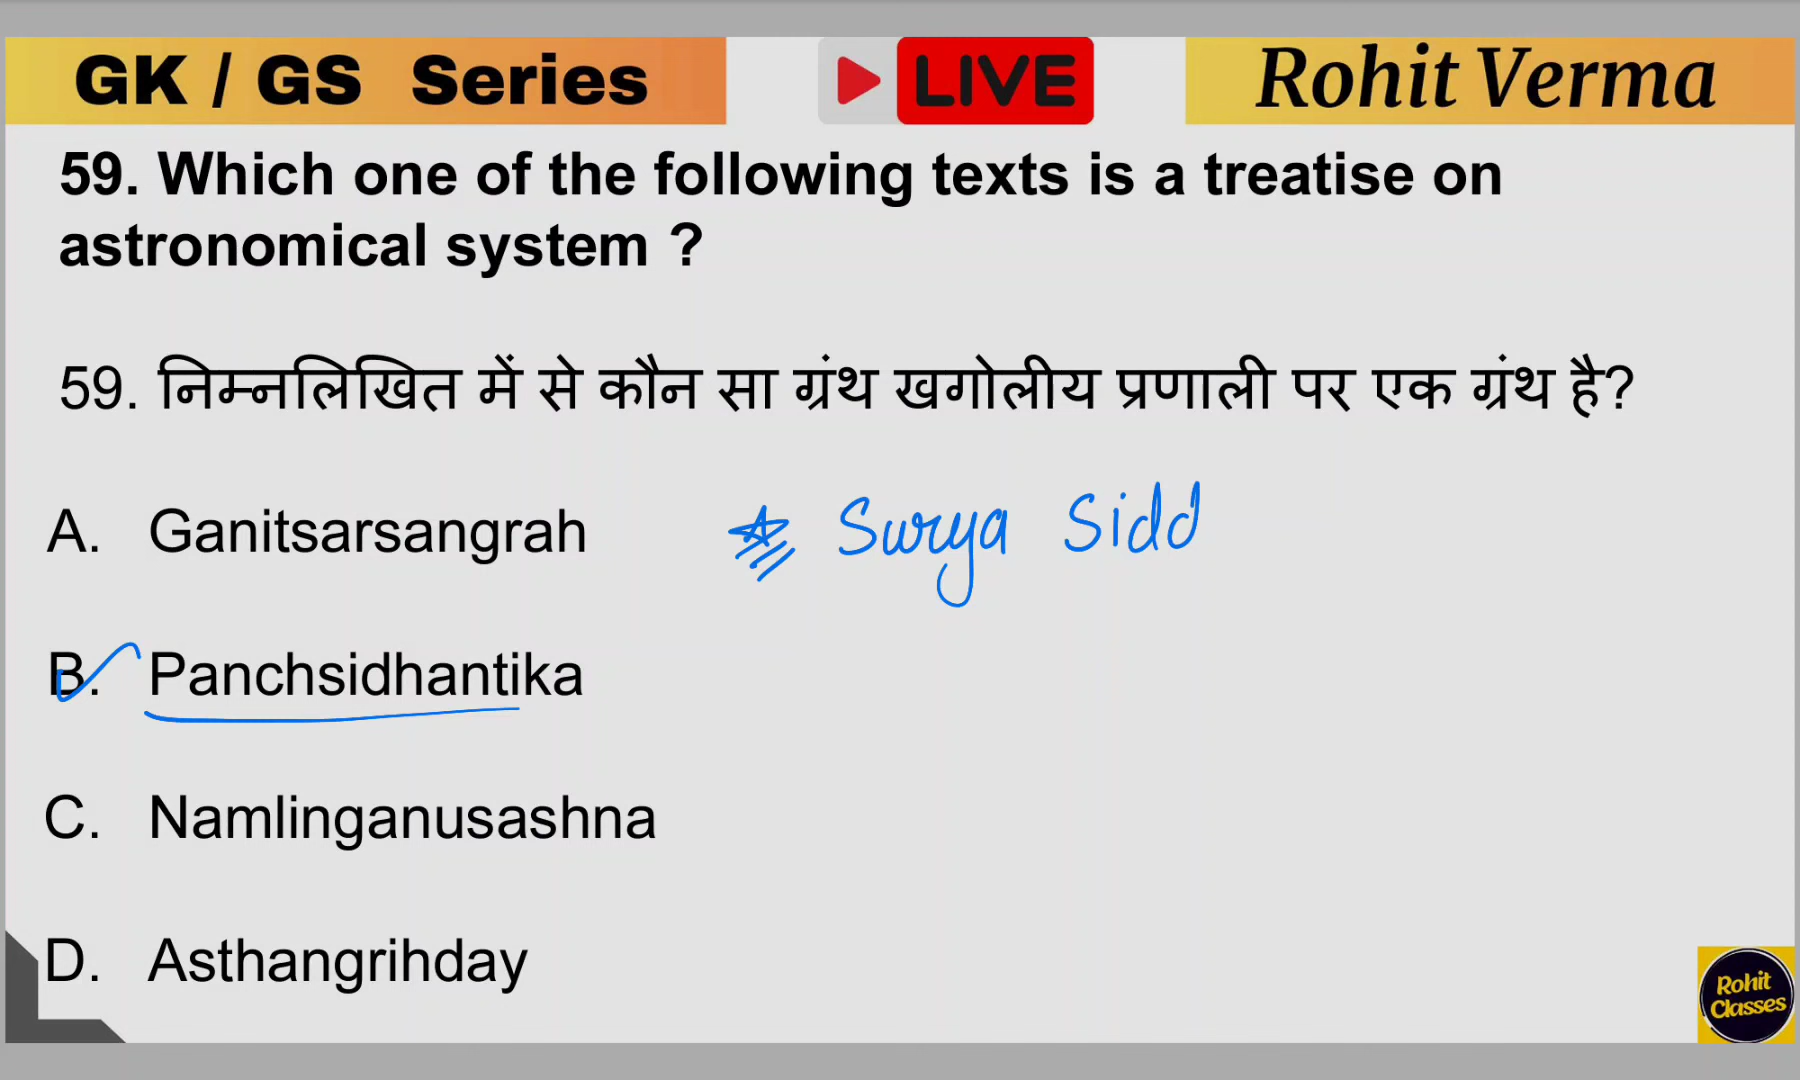 GK / GS Series
LIVE
Rohit Verma
59. Which one of the following texts is a treatise on
astronomical system ?
59. निम्नलिखित में से कौन सा ग्रंथ खगोलीय प्रणाली पर एक ग्रंथ है?
A. Ganitsarsangrah
Surya Sidd
B. Panchsidhantika
C. Namlinganusashna
D. Asthangrihday
Rohit
Classes